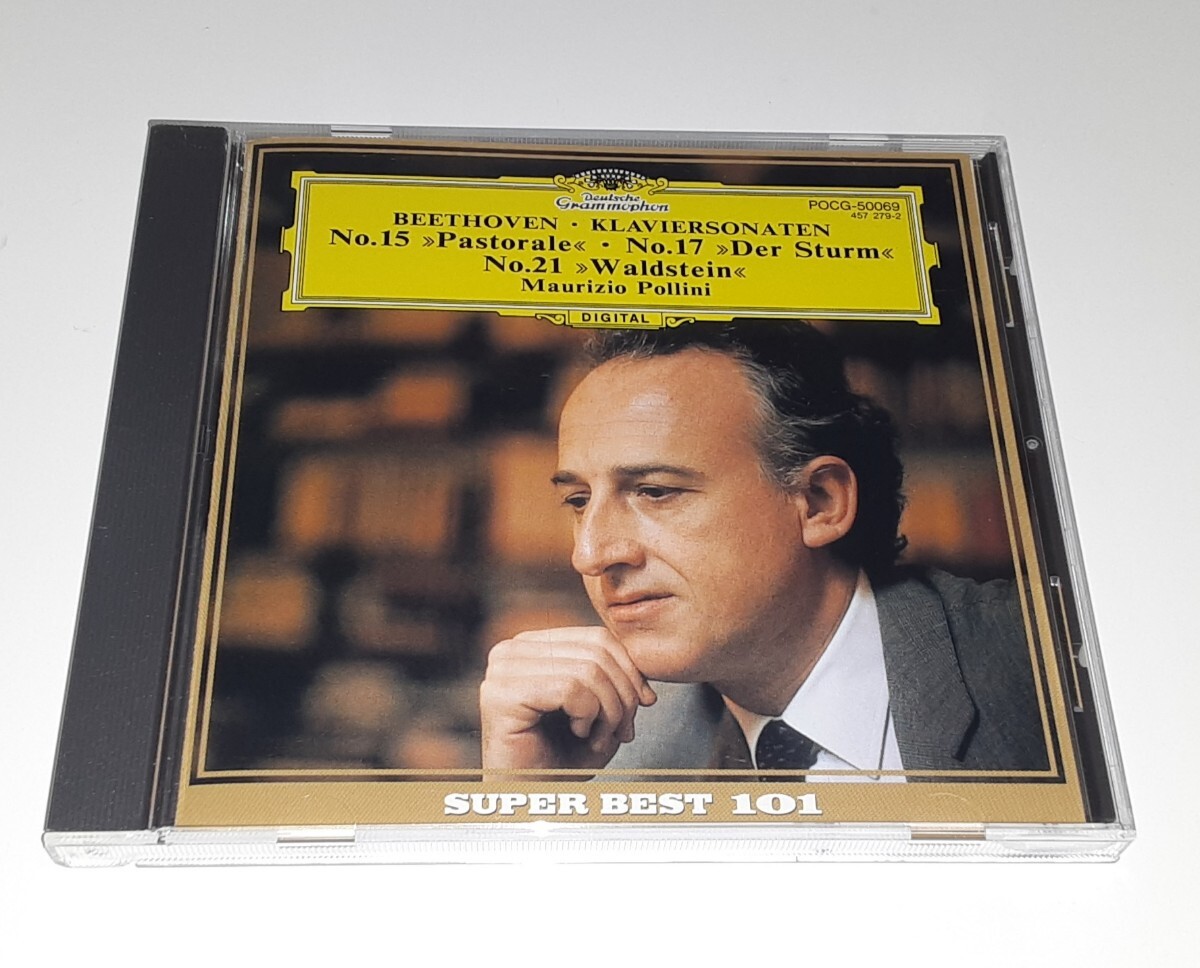 Deutsche
Grammophon
POCG-50069
457 279-2
BEETHOVEN · KLAVIERSONATEN
No.15 »Pastorale« · No.17 »Der Sturm«
No.21 »Waldstein«
Maurizio Pollini
DIGITAL
SUPER BEST 101